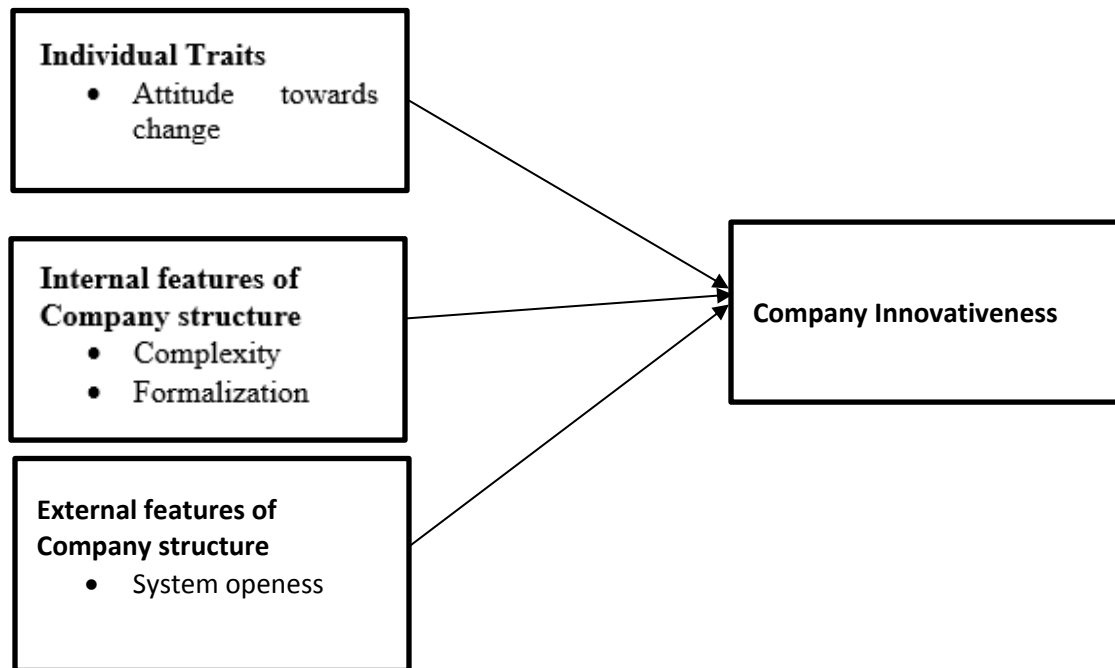 Individual Traits
• Attitude towards
change
Internal features of
Company structure
• Complexity
• Formalization
External features of
Company structure
• System openess
Company Innovativeness